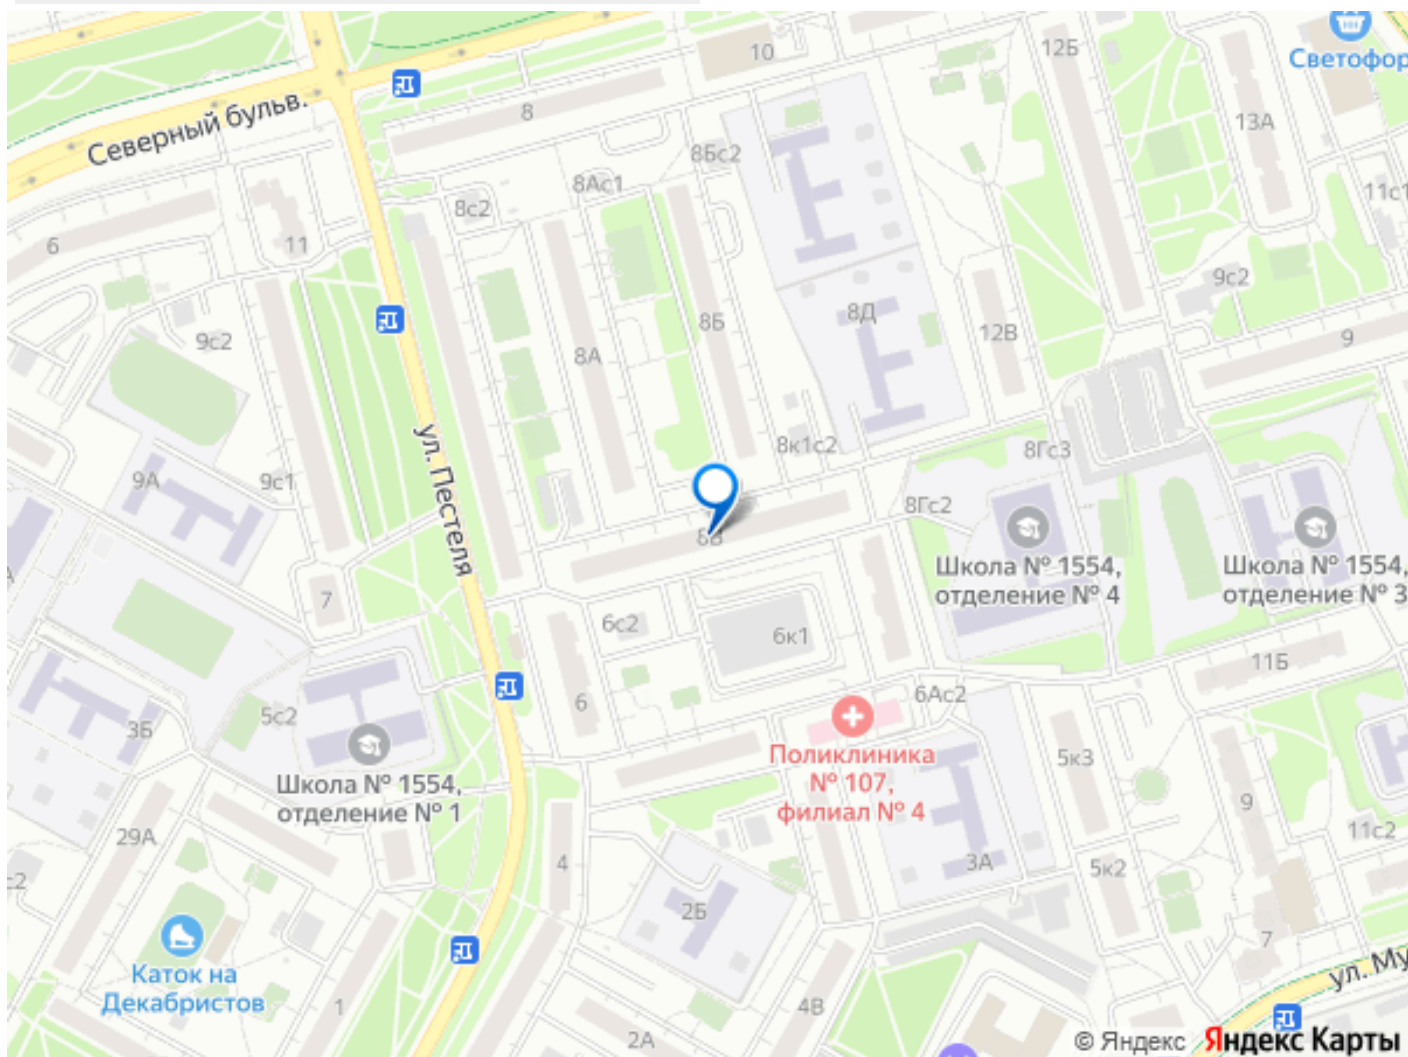 10
12Б
Светофор
8
Северный бульв.
13А
8Бс2
8Ас1
8с2
11с1
6
11
9с2
8Б
8Д
9с2
12В
8А
9
ул. Пестеля
8к1с2
8Гс3
9А
9с1
8Гс2
8В
Школа № 1554,
отделение № 4
Школа № 1554,
отделение № 3
7
6с2
6к1
11Б
6
6Ас2
5с2
3Б
Школа № 1554,
отделение № 1
Поликлиника
№ 107,
филиал № 4
5к3
9
11с2
29А
4
3А
5к2
с2
2Б
7
Каток на
Декабристов
1
4В
2А
ул. Му
© Яндекс Яндекс Карты